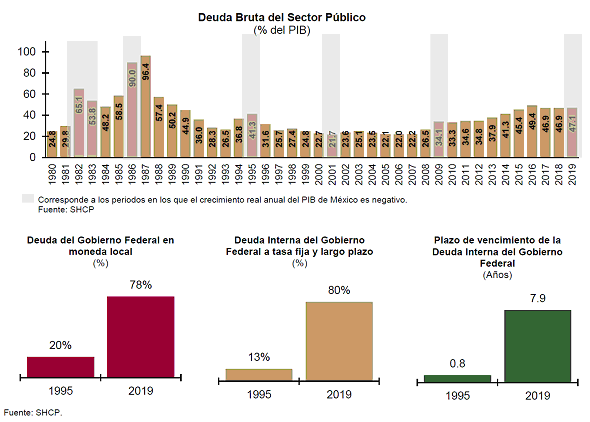 Deuda Bruta del Sector Público
(% del PIB)
100
80
60
40
20
0
24.8 29.8 65.1 53.8 48.2 58.5 90.0 96.4 57.4 50.2 44.9 36.0 28.3 26.5 36.8 41.3 31.6 25.7 27.4 24.8 22.7 21.7 23.6 25.1 23.5 22.1 22.0 22.2 26.5 34.1 33.3 34.6 34.8 37.9 41.3 45.4 49.4 46.9 46.9 47.1
1980 1981 1982 1983 1984 1985 1986 1987 1988 1989 1990 1991 1992 1993 1994 1995 1996 1997 1998 1999 2000 2001 2002 2003 2004 2005 2006 2007 2008 2009 2010 2011 2012 2013 2014 2015 2016 2017 2018 2019
Corresponde a los periodos en los que el crecimiento real anual del PIB de México es negativo.
Fuente: SHCP
Deuda del Gobierno Federal en
moneda local
(%)
20%
78%
1995 2019
Deuda Interna del Gobierno
Federal a tasa fija y largo plazo
(%)
13%
80%
1995 2019
Plazo de vencimiento de la
Deuda Interna del Gobierno
Federal
(Años)
0.8
7.9
1995 2019
Fuente: SHCP.